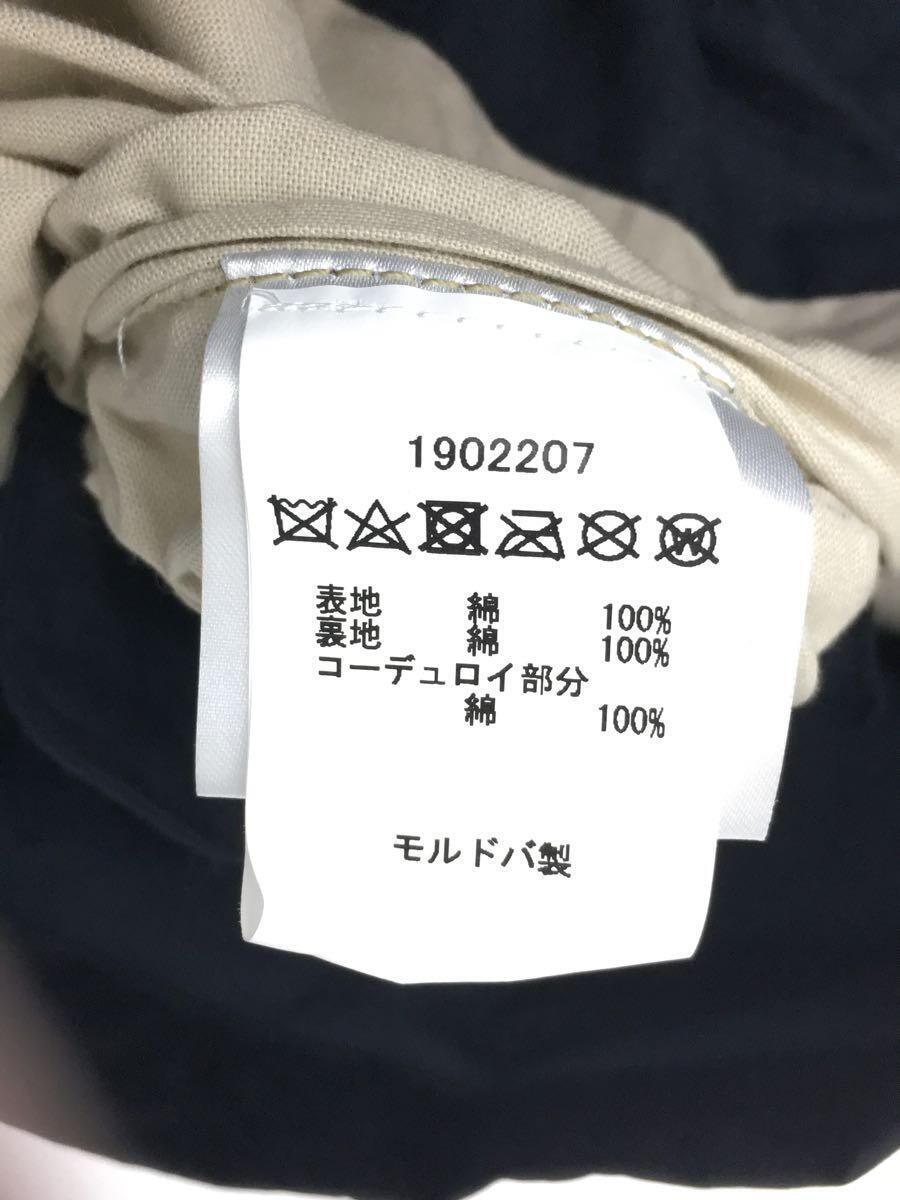 1902207
W
表地 綿 100%
裏地 綿 100%
コーデュロイ部分
綿 100%
モルドバ製